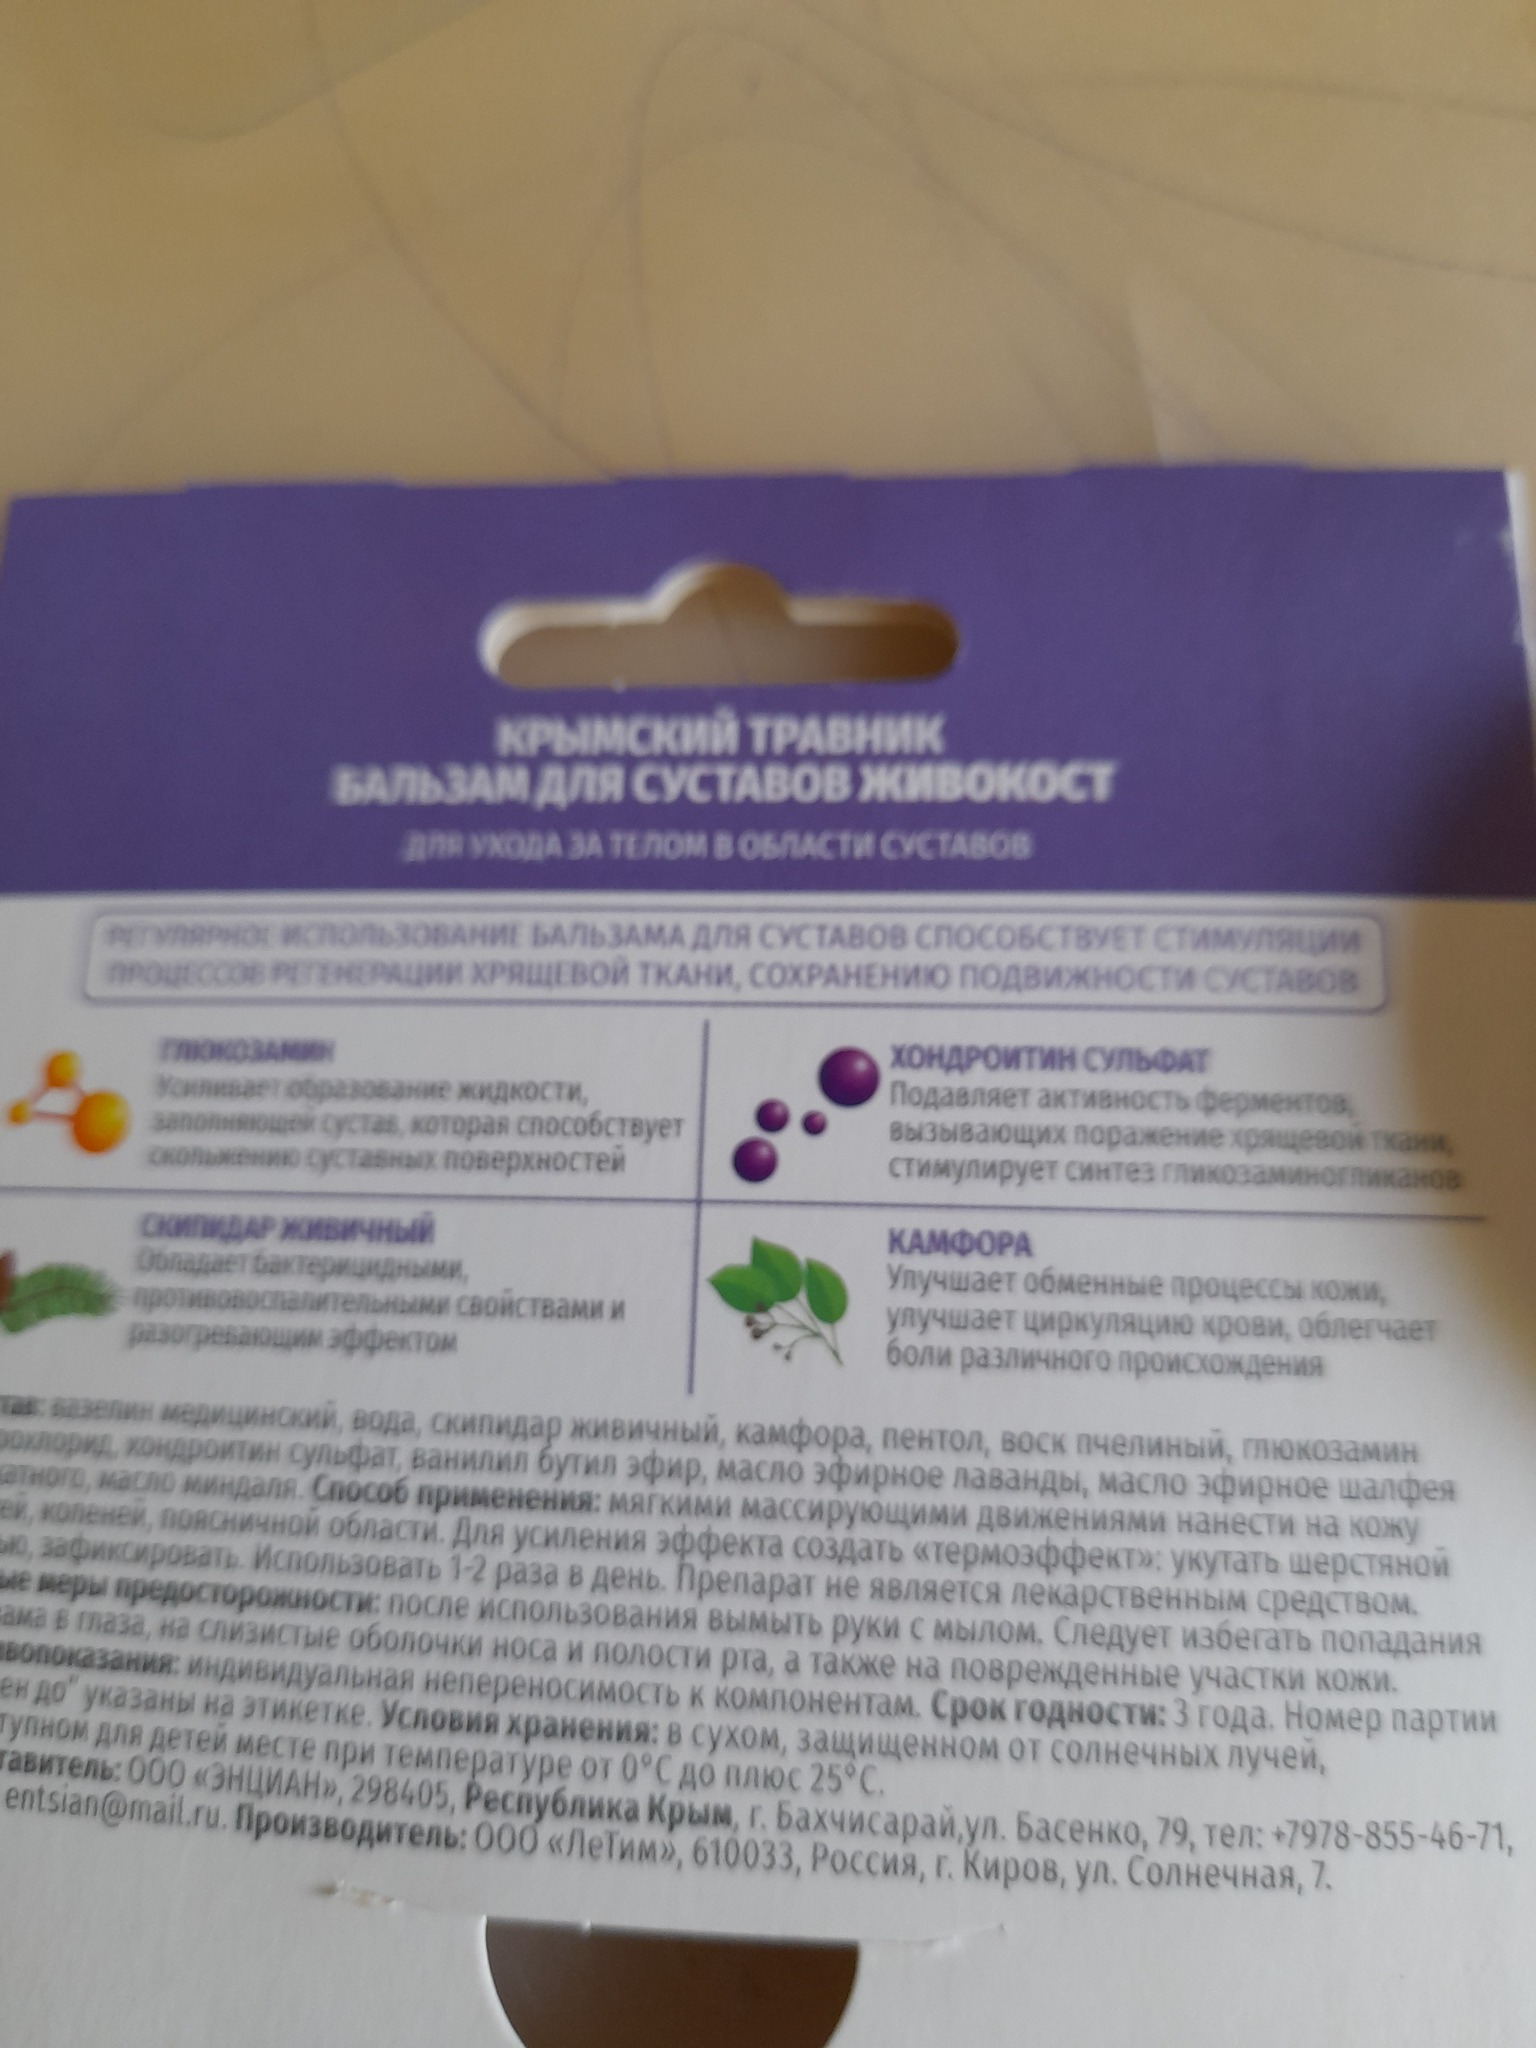 КРЫМСКИЙ ТРАВНИК
БАЛЬЗАМ ДЛЯ СУСТАВОВ ЖИВОКОСТ
ДЛЯ УХОДА ЗА ТЕЛОМ В ОБЛАСТИ СУСТАВОВ
РЕГУЛЯРНОЕ ИСПОЛЬЗОВАНИЕ БАЛЬЗАМА ДЛЯ СУСТАВОВ СПОСОБСТВУЕТ СТИМУЛЯЦИИ
ПРОЦЕССОВ РЕГЕНЕРАЦИИ ХРЯЩЕВОЙ ТКАНИ, СОХРАНЕНИЮ ПОДВИЖНОСТИ СУСТАВОВ
ГЛЮКОЗАМИН
Усиливает образование жидкости,
заполняющей сустав, которая способствует
скольжению суставных поверхностей
ХОНДРОИТИН СУЛЬФАТ
Подавляет активность ферментов,
вызывающих поражение хрящевой ткани,
стимулирует синтез гликозаминогликанов
СКИПИДАР ЖИВИЧНЫЙ
Обладает бактерицидными,
противовоспалительными свойствами и
разогревающим эффектом
КАМФОРА
Улучшает обменные процессы кожи,
улучшает циркуляцию крови, облегчает
боли различного происхождения
вазелин медицинский, вода, скипидар живичный, камфора, пентол, воск пчелиный, глюкозамин
хондроитин сульфат, ванилил бутил эфир, масло эфирное лаванды, масло эфирное шалфея
масло миндаля. Способ применения: мягкими массирующими движениями нанести на кожу
коленей, поясничной области. Для усиления эффекта создать «термоэффект»: укутать шерстяной
зафиксировать. Использовать 1-2 раза в день. Препарат не является лекарственным средством.
меры предосторожности: после использования вымыть руки с мылом. Следует избегать попадания
в глаза, на слизистые оболочки носа и полости рта, а также на поврежденные участки кожи.
индивидуальная непереносимость к компонентам. Срок годности: 3 года. Номер партии
до" указаны на этикетке. Условия хранения: в сухом, защищенном от солнечных лучей,
для детей месте при температуре от 0°С до плюс 25°С.
ООО «ЭНЦИАН», 298405, Республика Крым, г. Бахчисарай,ул. Басенко, 79, тел: +7978-855-46-71,
entsian@mail.ru. Производитель: ООО «ЛеТим», 610033, Россия, г. Киров, ул. Солнечная, 7.